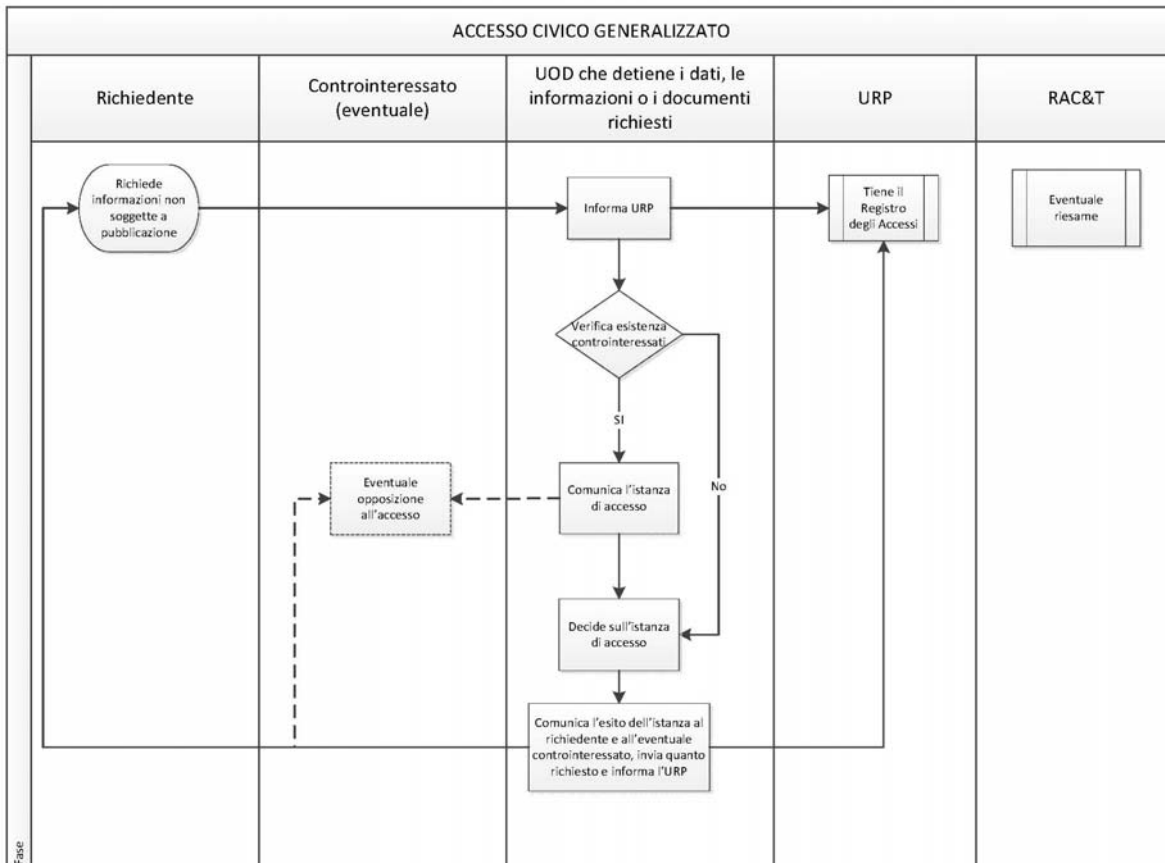 ACCESSO CIVICO GENERALIZZATO
Richiedente
Controinteressato
(eventuale)
UOD che detiene i dati, le
informazioni o i documenti
richiesti
URP
RAC&T
Richiede
informazioni non
soggette a
pubblicazione
Informa URP
Tiene il
Registro
degli Accessi
Eventuale
riesame
Verifica esistenza
controinteressati
SI
No
Eventuale
opposizione
all'accesso
Comunica l'istanza
di accesso
Decide sull'istanza
di accesso
Comunica l'esito dell'istanza al
richiedente e all'eventuale
controinteressato, invia quanto
richiesto e informa l'URP
Fase